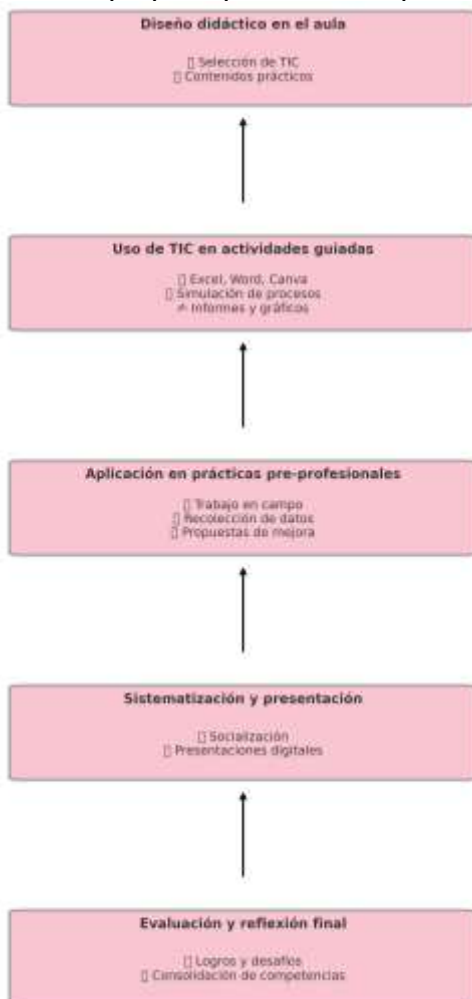 Diseño didáctico en el aula
▯ Selección de TIC
▯ Contenidos prácticos
Uso de TIC en actividades guiadas
▯ Excel, Word, Canva
▯ Simulación de procesos
Informes y gráficos
Aplicación en prácticas pre-profesionales
▯ Trabajo en campo
▯ Recolección de datos
▯ Propuestas de mejora
Sistematización y presentación
▯ Socialización
▯ Presentaciones digitales
Evaluación y reflexión final
▯ Logros y desafíos
▯ Consolidación de competencias